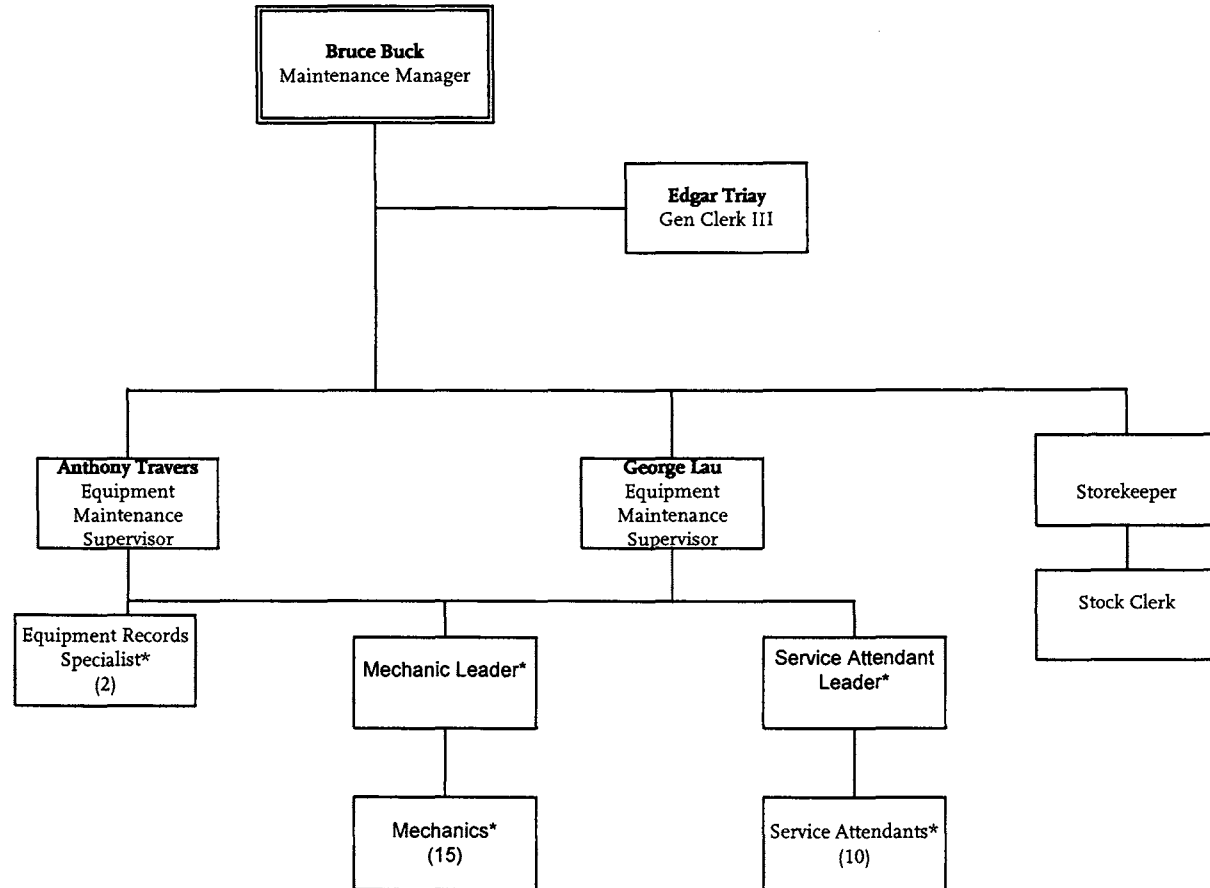 Bruce Buck
Maintenance Manager
Edgar Triay
Gen Clerk III
Anthony Travers
Equipment
Maintenance
Supervisor
George Lau
Equipment
Maintenance
Supervisor
Storekeeper
Stock Clerk
Equipment Records
Specialist*
(2)
Mechanic Leader*
Service Attendant
Leader*
Mechanics*
(15)
Service Attendants*
(10)